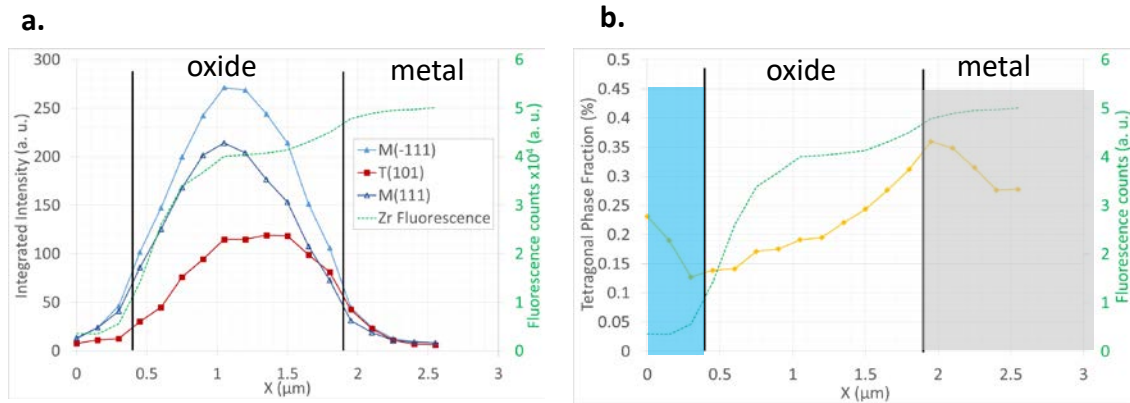 a.
oxide
metal
300
250
200
150
100
50
0
Integrated Intensity (a. u.)
6
5
4
3
2
1
0
Fluorescence counts x10⁴ (a. u.)
M(-111)
T(101)
M(111)
Zr Fluorescence
0 0.5 1 1.5 2 2.5 3
X (µm)
b.
oxide
metal
0.5
0.45
0.4
0.35
0.3
0.25
0.2
0.15
0.1
0.05
0
Tetragonal Phase Fraction (%)
6
5
4
3
2
1
0
Fluorescence counts (a. u.)
0 0.5 1 1.5 2 2.5 3
X (µm)